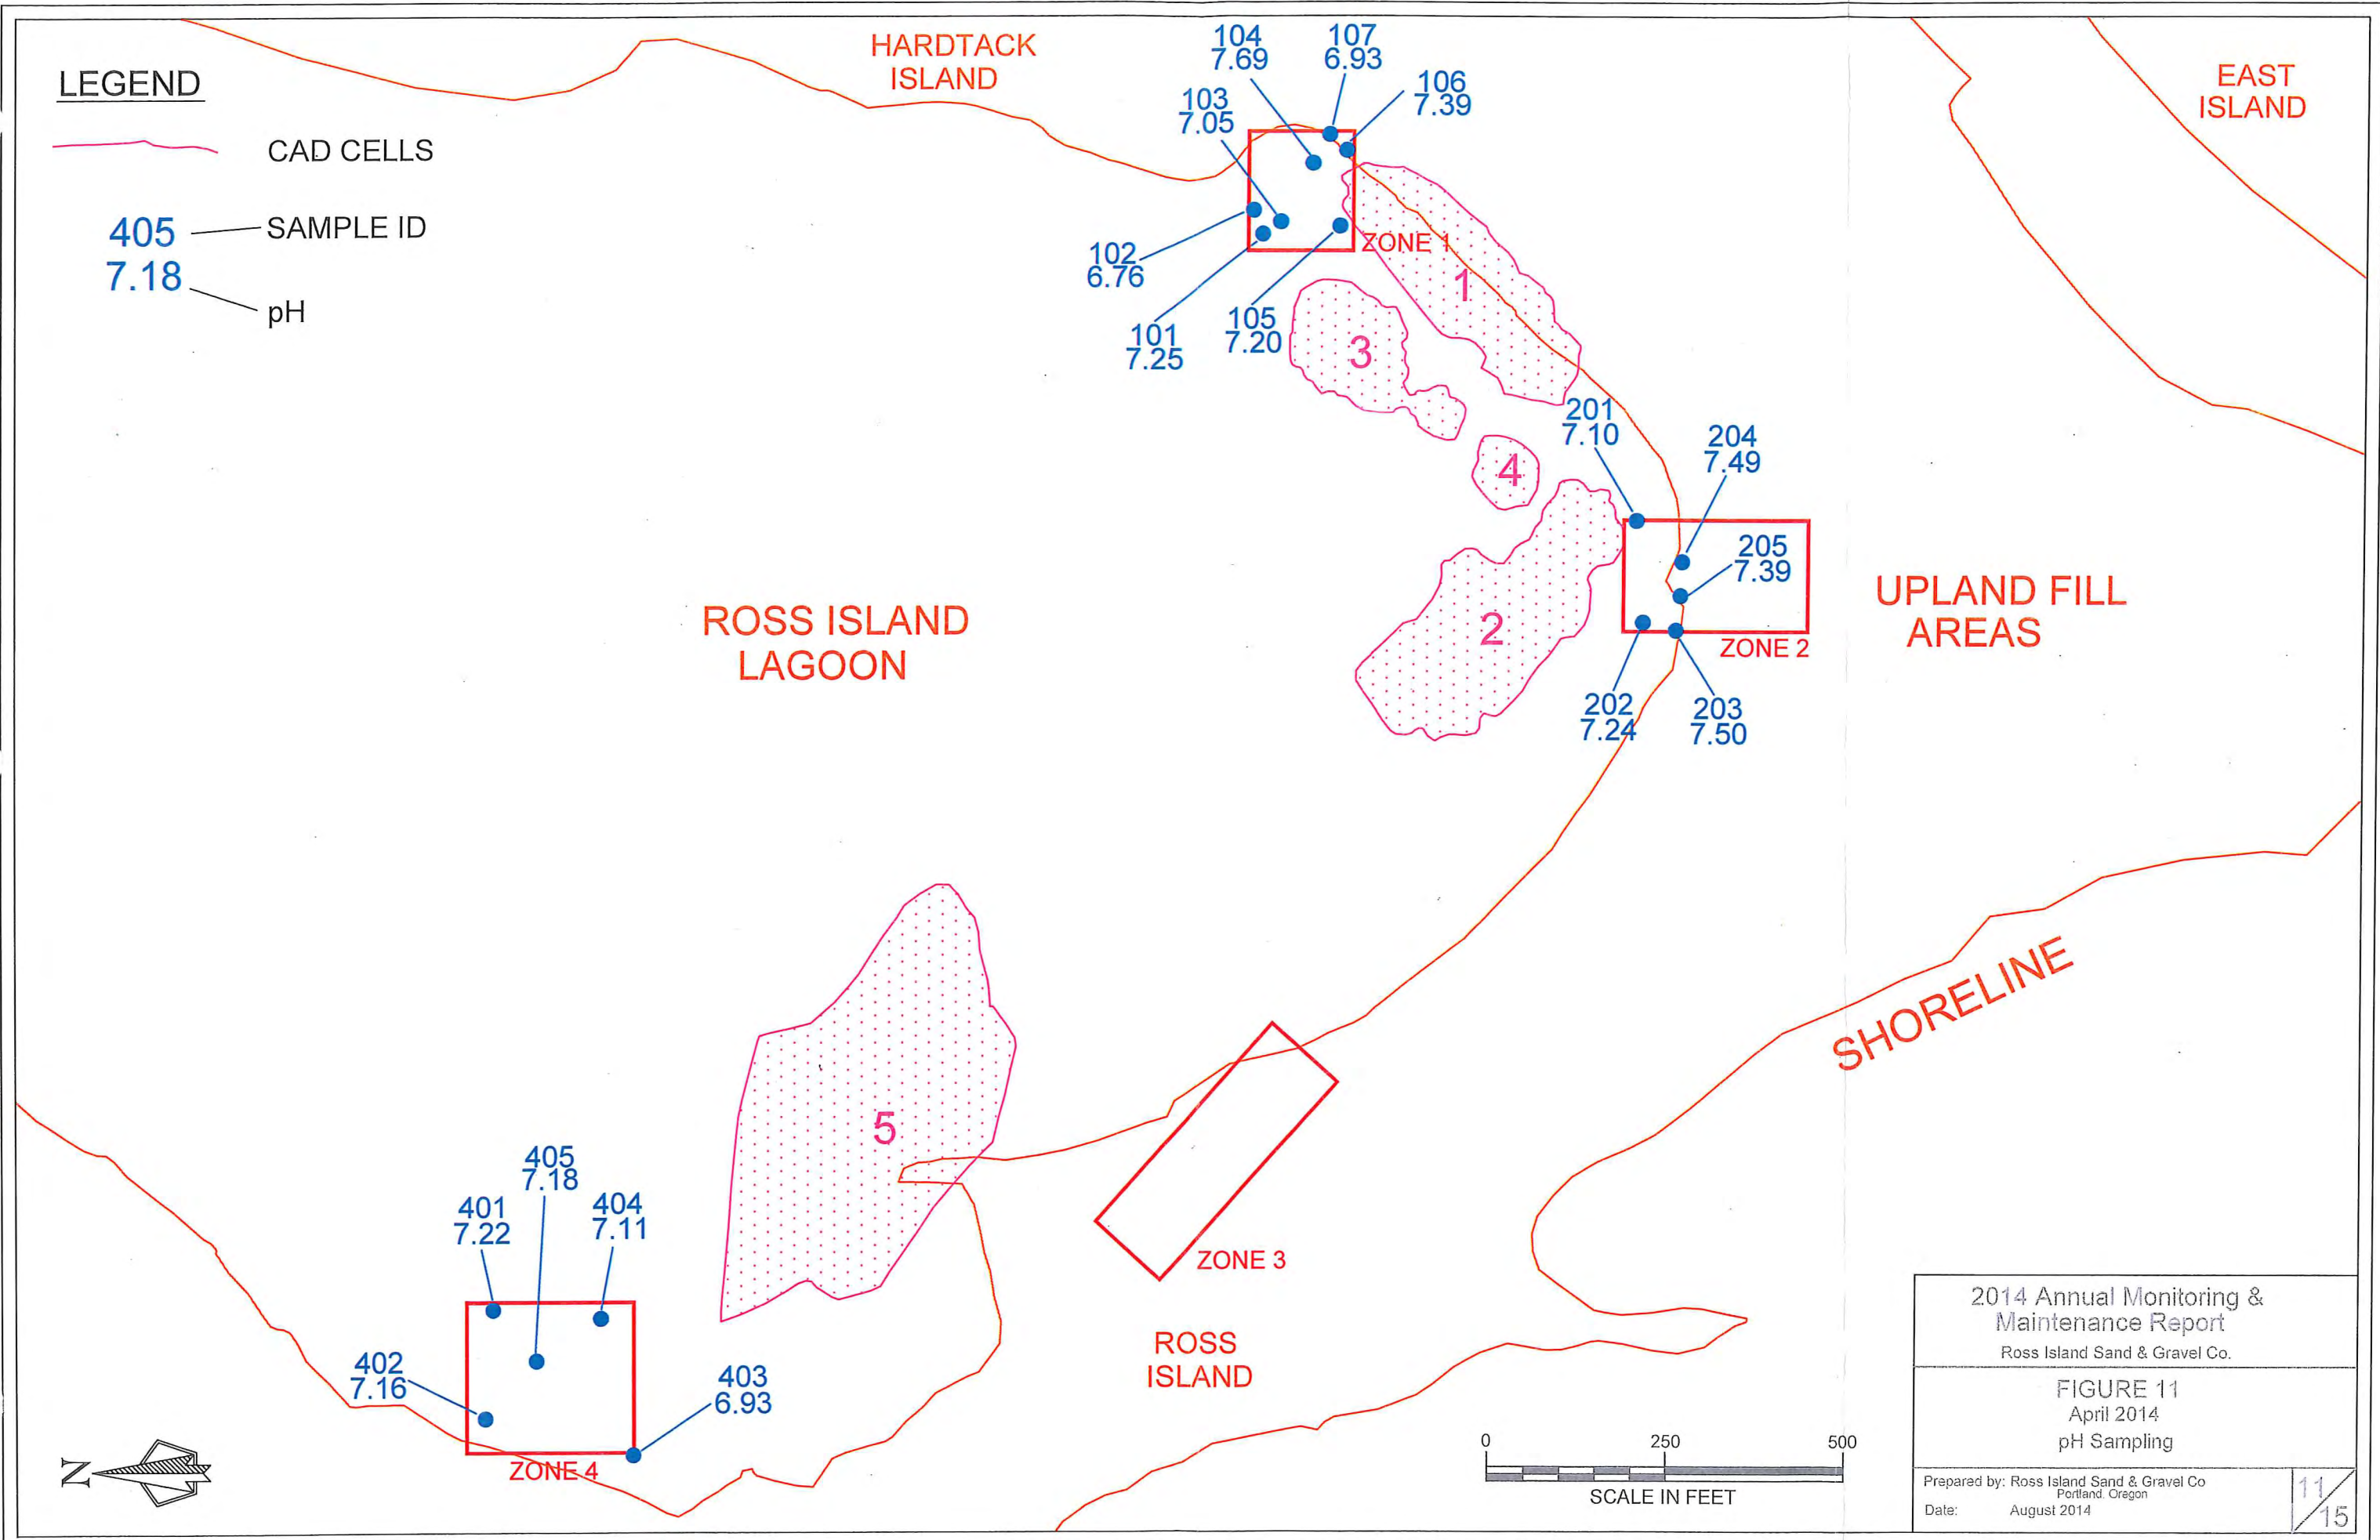 LEGEND
CAD CELLS
405
SAMPLE ID
7.18
pH
HARDTACK
ISLAND
104
7.69
107
6.93
106
7.39
103
7.05
102
6.76
101
7.25
105
7.20
ZONE 1
1
3
4
2
EAST
ISLAND
201
7.10
204
7.49
205
7.39
ZONE 2
202
7.24
203
7.50
UPLAND FILL
AREAS
ROSS ISLAND
LAGOON
SHORELINE
5
405
7.18
401
7.22
404
7.11
402
7.16
403
6.93
ZONE 4
ZONE 3
ROSS
ISLAND
N
0 250 500
SCALE IN FEET
2014 Annual Monitoring &
Maintenance Report
Ross Island Sand & Gravel Co.
FIGURE 11
April 2014
pH Sampling
Prepared by: Ross Island Sand & Gravel Co
Portland, Oregon
Date: August 2014
11/15